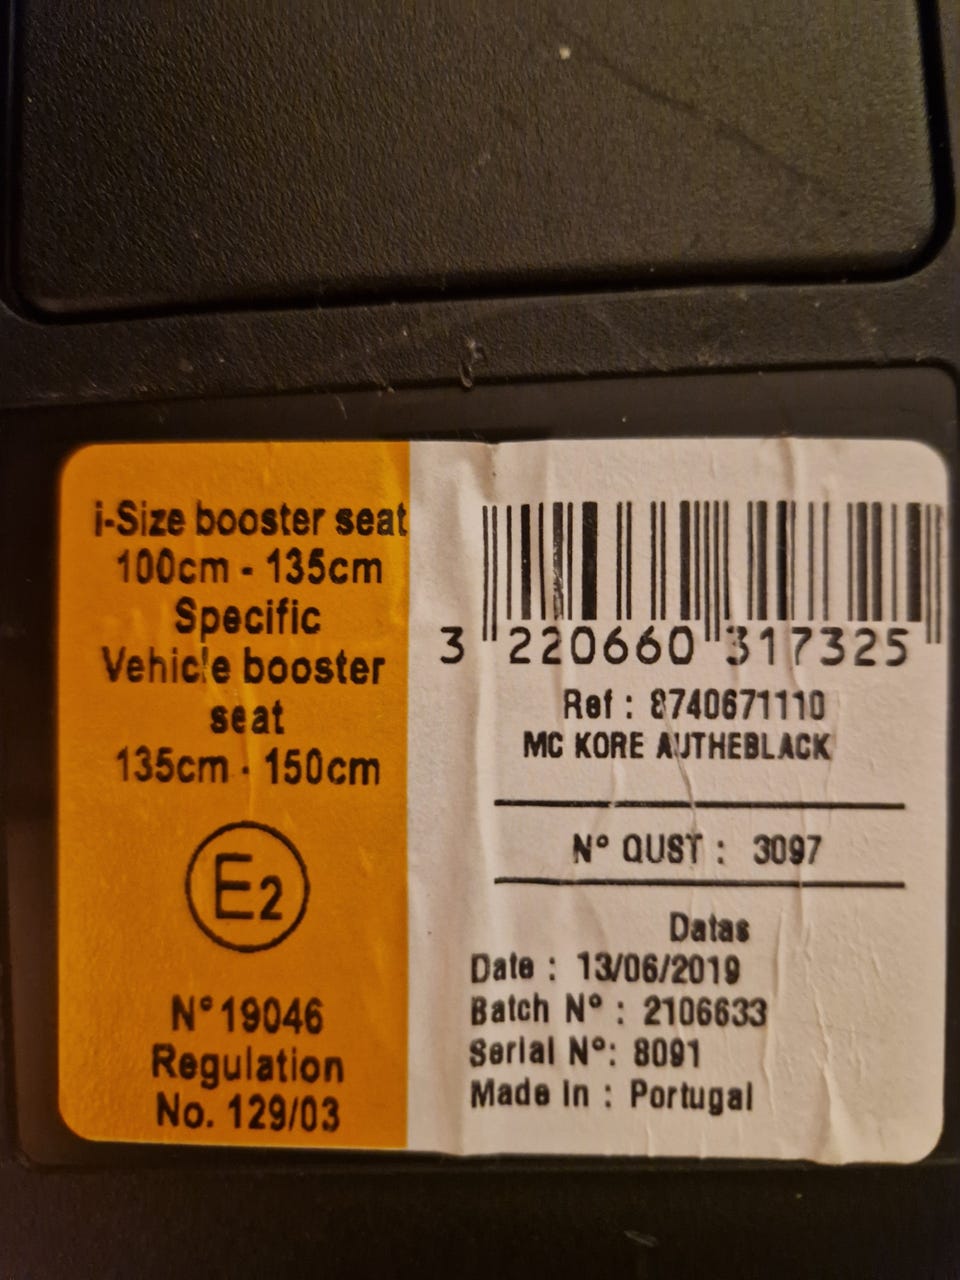 i-Size booster seat
100cm - 135cm
Specific
Vehicle booster
seat
135cm - 150cm
E2
N° 19046
Regulation
No. 129/03
3 220660 317325
Ref : 8740671110
MC KORE AUTHEBLACK
N° QUST : 3097
Datas
Date : 13/06/2019
Batch N° : 2106633
Serial N°: 8091
Made In : Portugal